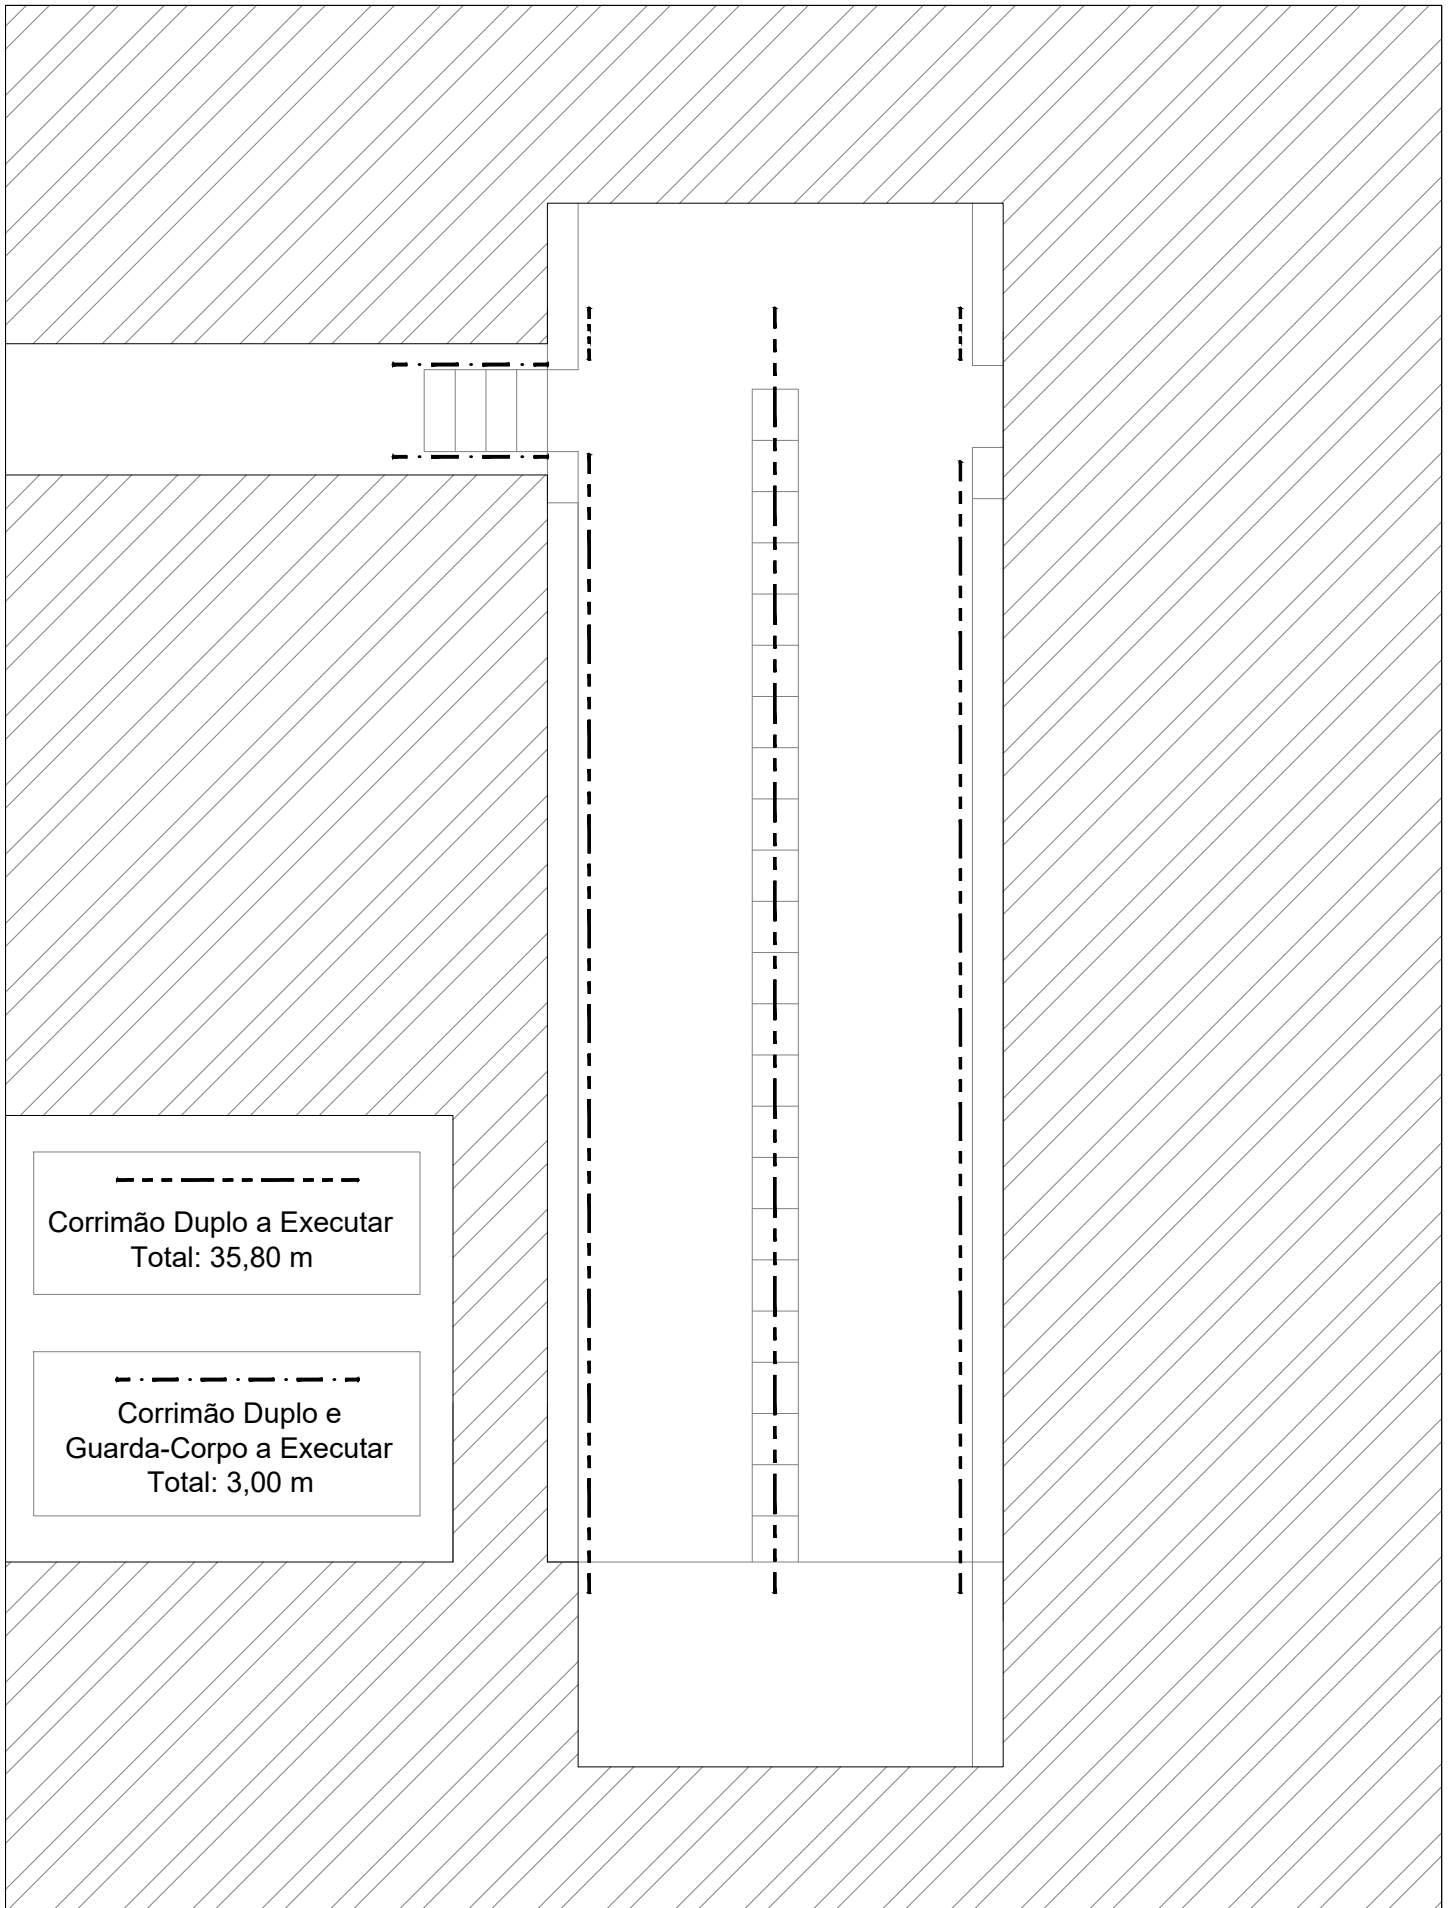 Corrimão Duplo a Executar
Total: 35,80 m
Corrimão Duplo e
Guarda-Corpo a Executar
Total: 3,00 m